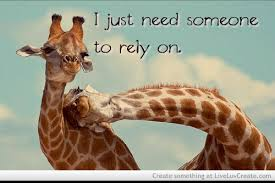 I just need someone
to rely on.
Create something at LiveLuvCreate.com